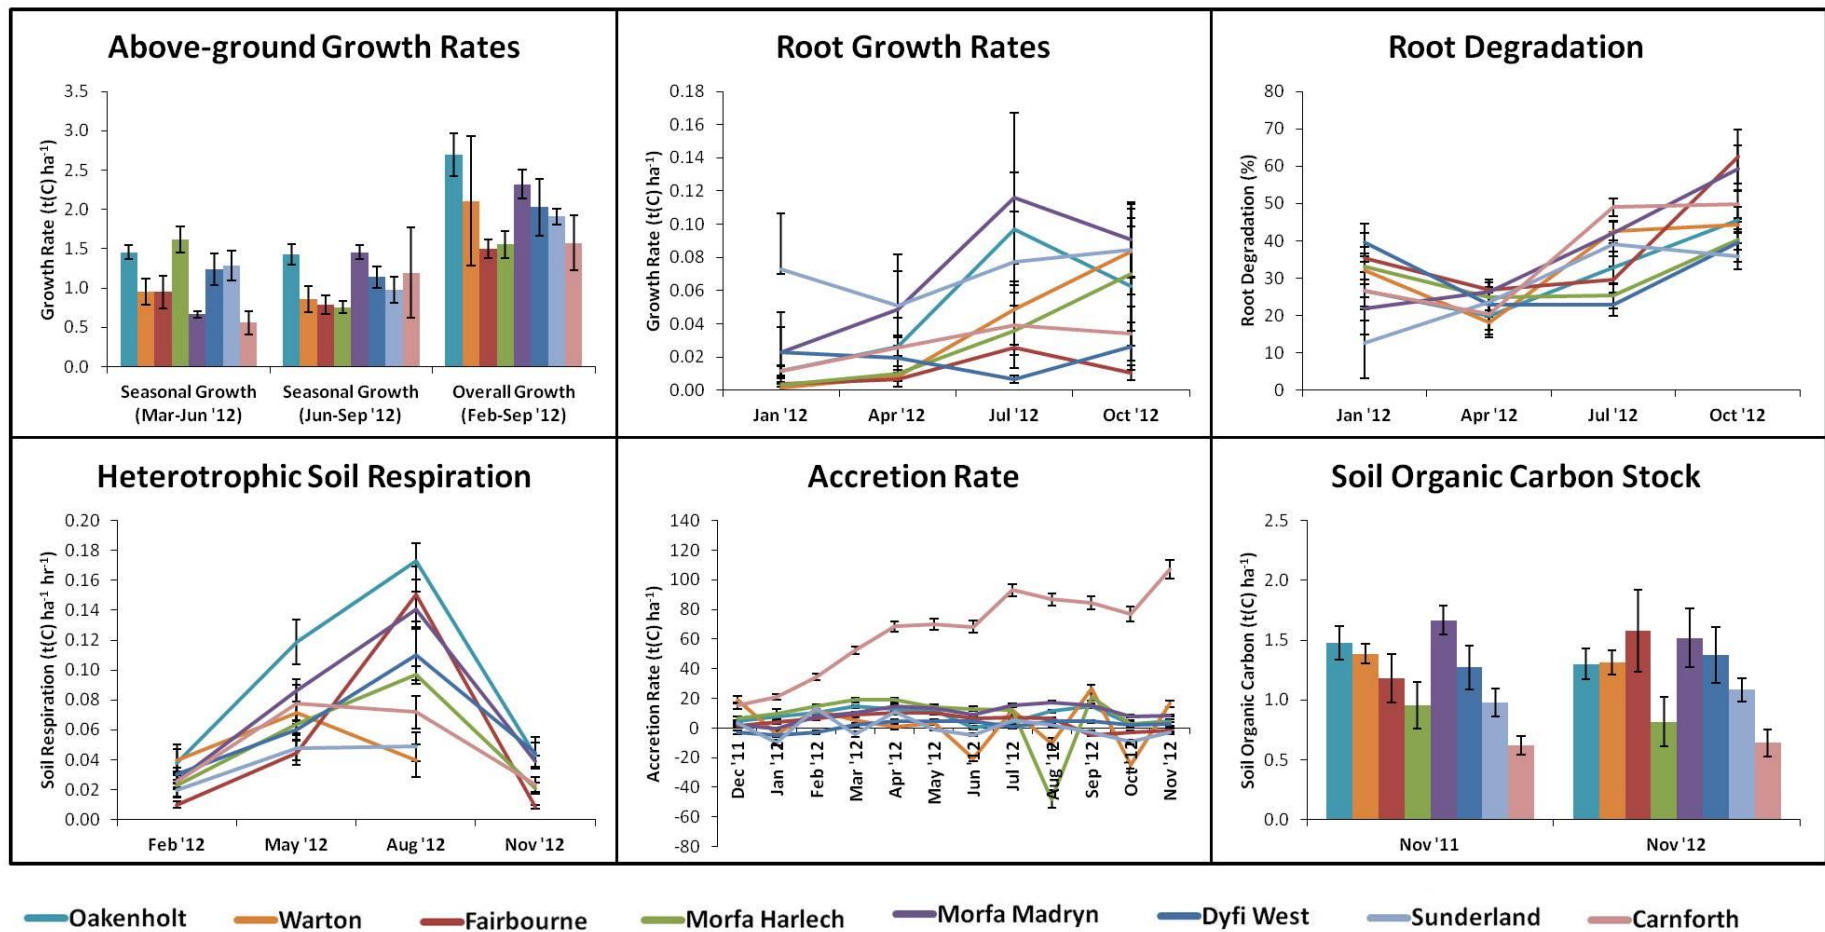 Above-ground Growth Rates
Growth Rate (t(C) ha-1)
3.5
3.0
2.5
2.0
1.5
1.0
0.5
0.0
Seasonal Growth
(Mar-Jun '12)
Seasonal Growth
(Jun-Sep '12)
Overall Growth
(Feb-Sep '12)
Root Growth Rates
Growth Rate (t(C) ha-1)
0.18
0.16
0.14
0.12
0.10
0.08
0.06
0.04
0.02
0.00
Jan '12 Apr '12 Jul '12 Oct '12
Root Degradation
Root Degradation (%)
80
70
60
50
40
30
20
10
0
Jan '12 Apr '12 Jul '12 Oct '12
Heterotrophic Soil Respiration
Soil Respiration (t(C) ha-1 hr-1)
0.20
0.18
0.16
0.14
0.12
0.10
0.08
0.06
0.04
0.02
0.00
Feb '12 May '12 Aug '12 Nov '12
Accretion Rate
Accretion Rate (t(C) ha-1)
140
120
100
80
60
40
20
0
-20
-40
-60
-80
Dec '11
Jan '12
Feb '12
Mar '12
Apr '12
May '12
Jun '12
Jul '12
Aug '12
Sep '12
Oct '12
Nov '12
Soil Organic Carbon Stock
Soil Organic Carbon (t(C) ha-1)
2.5
2.0
1.5
1.0
0.5
0.0
Nov '11 Nov '12
Oakenholt Warton Fairbourne Morfa Harlech Morfa Madryn Dyfi West Sunderland Carnforth